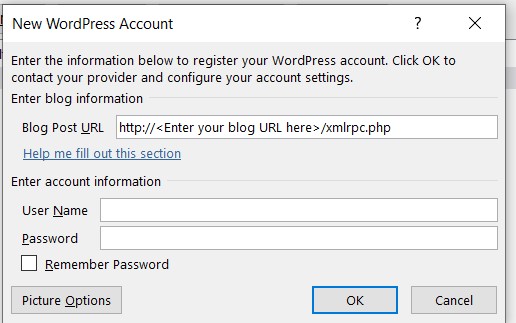 New WordPress Account
?
Enter the information below to register your WordPress account. Click OK to
contact your provider and configure your account settings.
Enter blog information
Blog Post URL http://<Enter your blog URL here>/xmlrpc.php
Help me fill out this section
Enter account information
User Name
Password
Remember Password
Picture Options OK Cancel